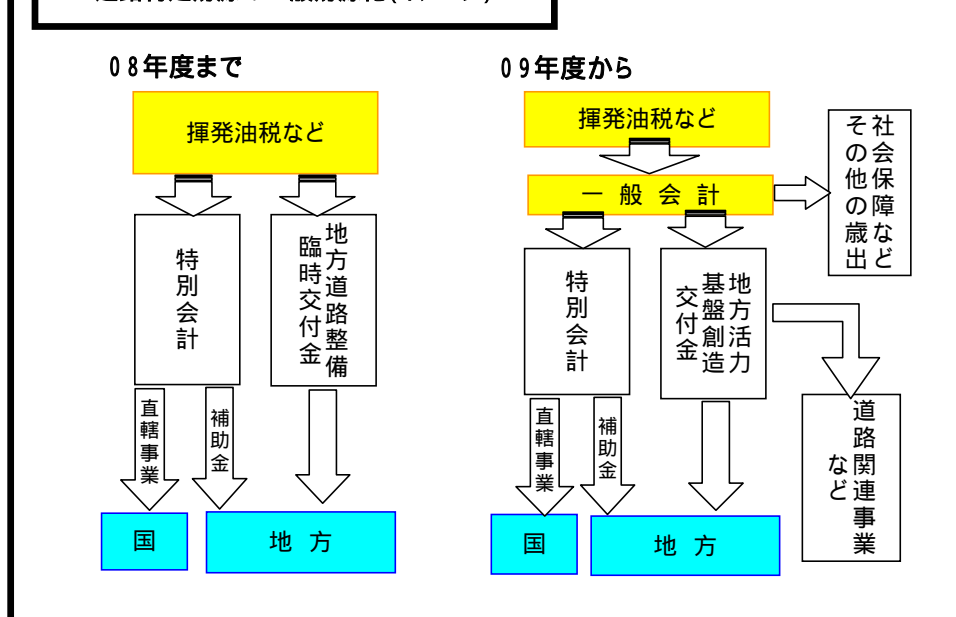 08年度まで
揮発油税など
特別会計
地方道路整備
臨時交付金
直轄事業
補助金
国
地方
09年度から
揮発油税など
一般会計
社会保障など
その他の歳出
特別会計
地方活力
基盤創造
交付金
直轄事業
補助金
道路関連事業
など
国
地方